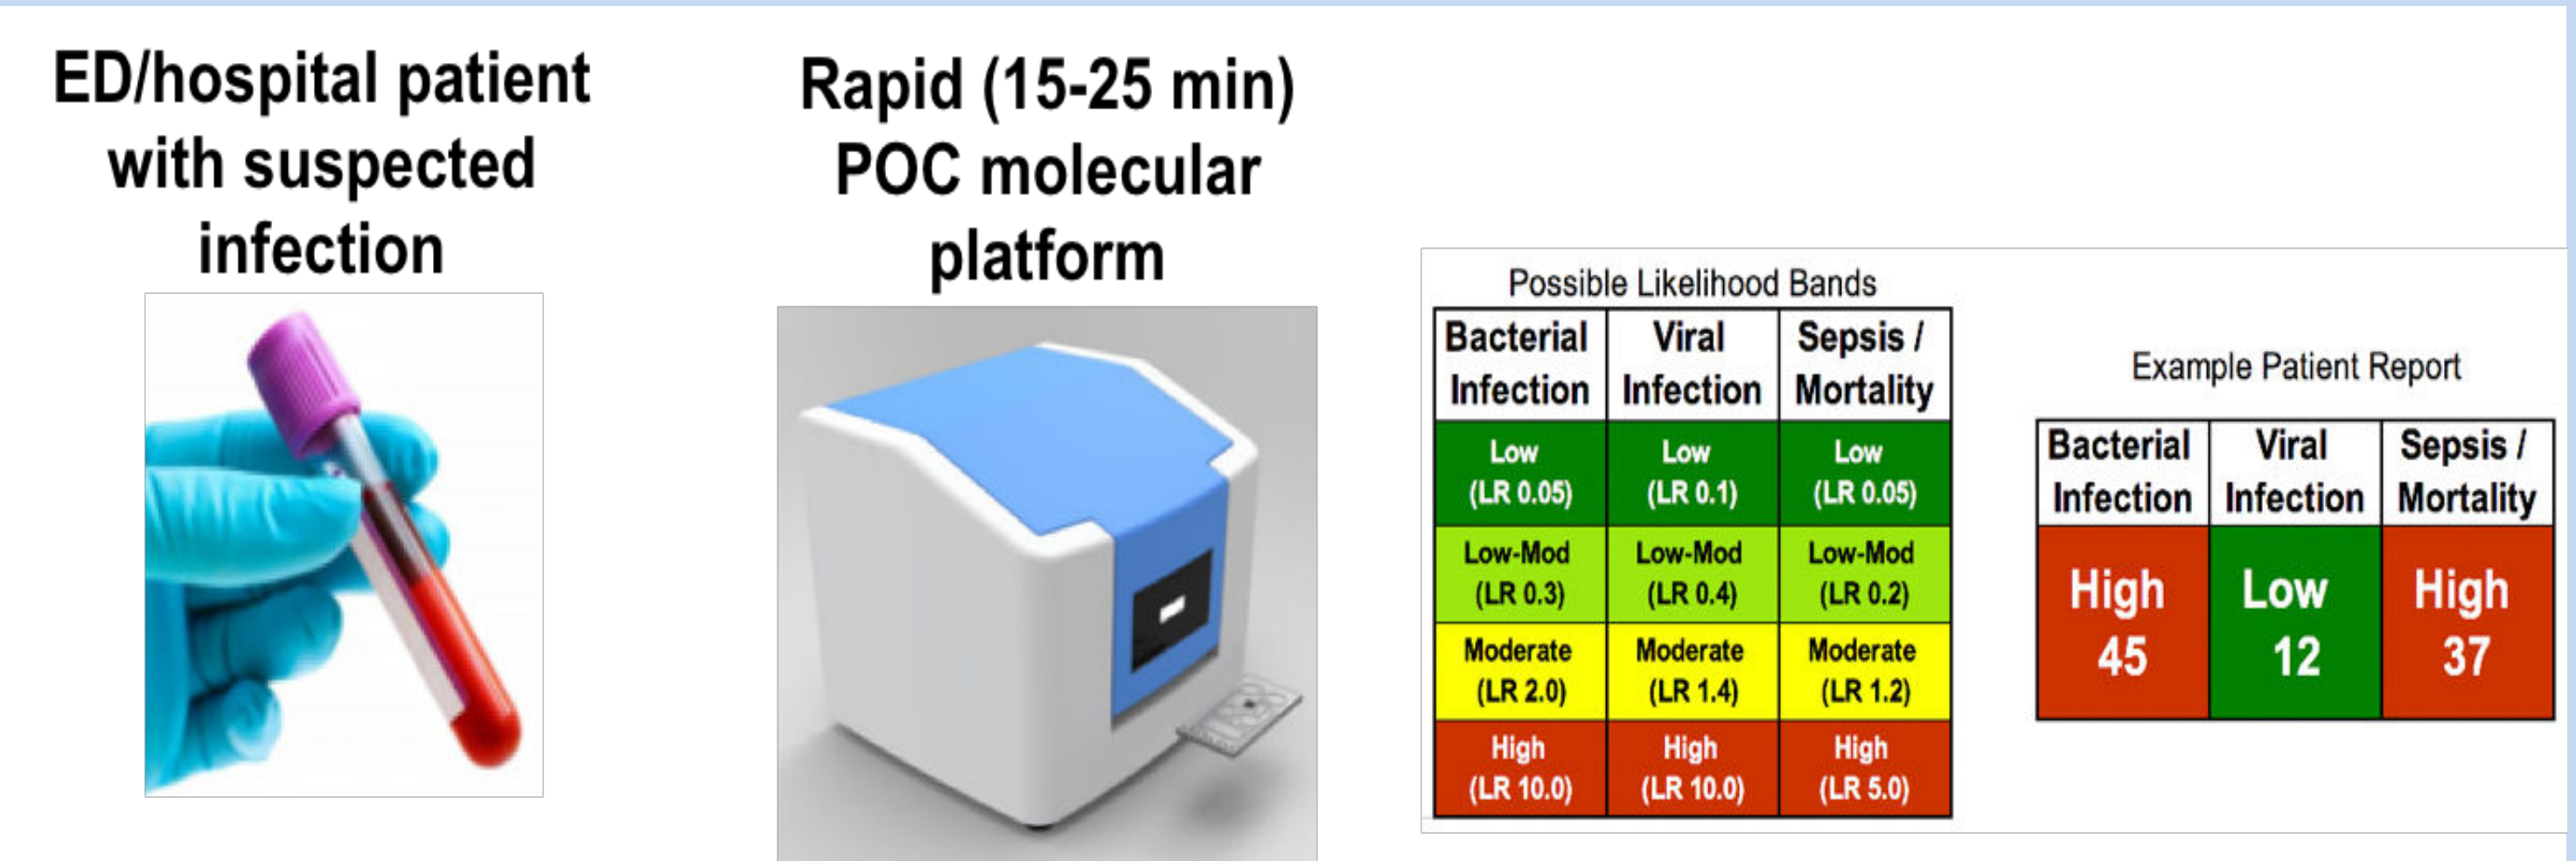 ED/hospital patient
with suspected
infection
Rapid (15-25 min)
POC molecular
platform
Possible Likelihood Bands
Bacterial Infection Viral Infection Sepsis / Mortality
Low (LR 0.05) Low (LR 0.1) Low (LR 0.05)
Low-Mod (LR 0.3) Low-Mod (LR 0.4) Low-Mod (LR 0.2)
Moderate (LR 2.0) Moderate (LR 1.4) Moderate (LR 1.2)
High (LR 10.0) High (LR 10.0) High (LR 5.0)
Example Patient Report
Bacterial Infection Viral Infection Sepsis / Mortality
High 45 Low 12 High 37